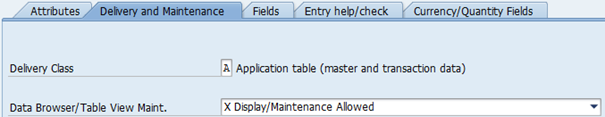 Attributes Delivery and Maintenance Fields Entry help/check Currency/Quantity Fields
Delivery Class A Application table (master and transaction data)
Data Browser/Table View Maint. X Display/Maintenance Allowed